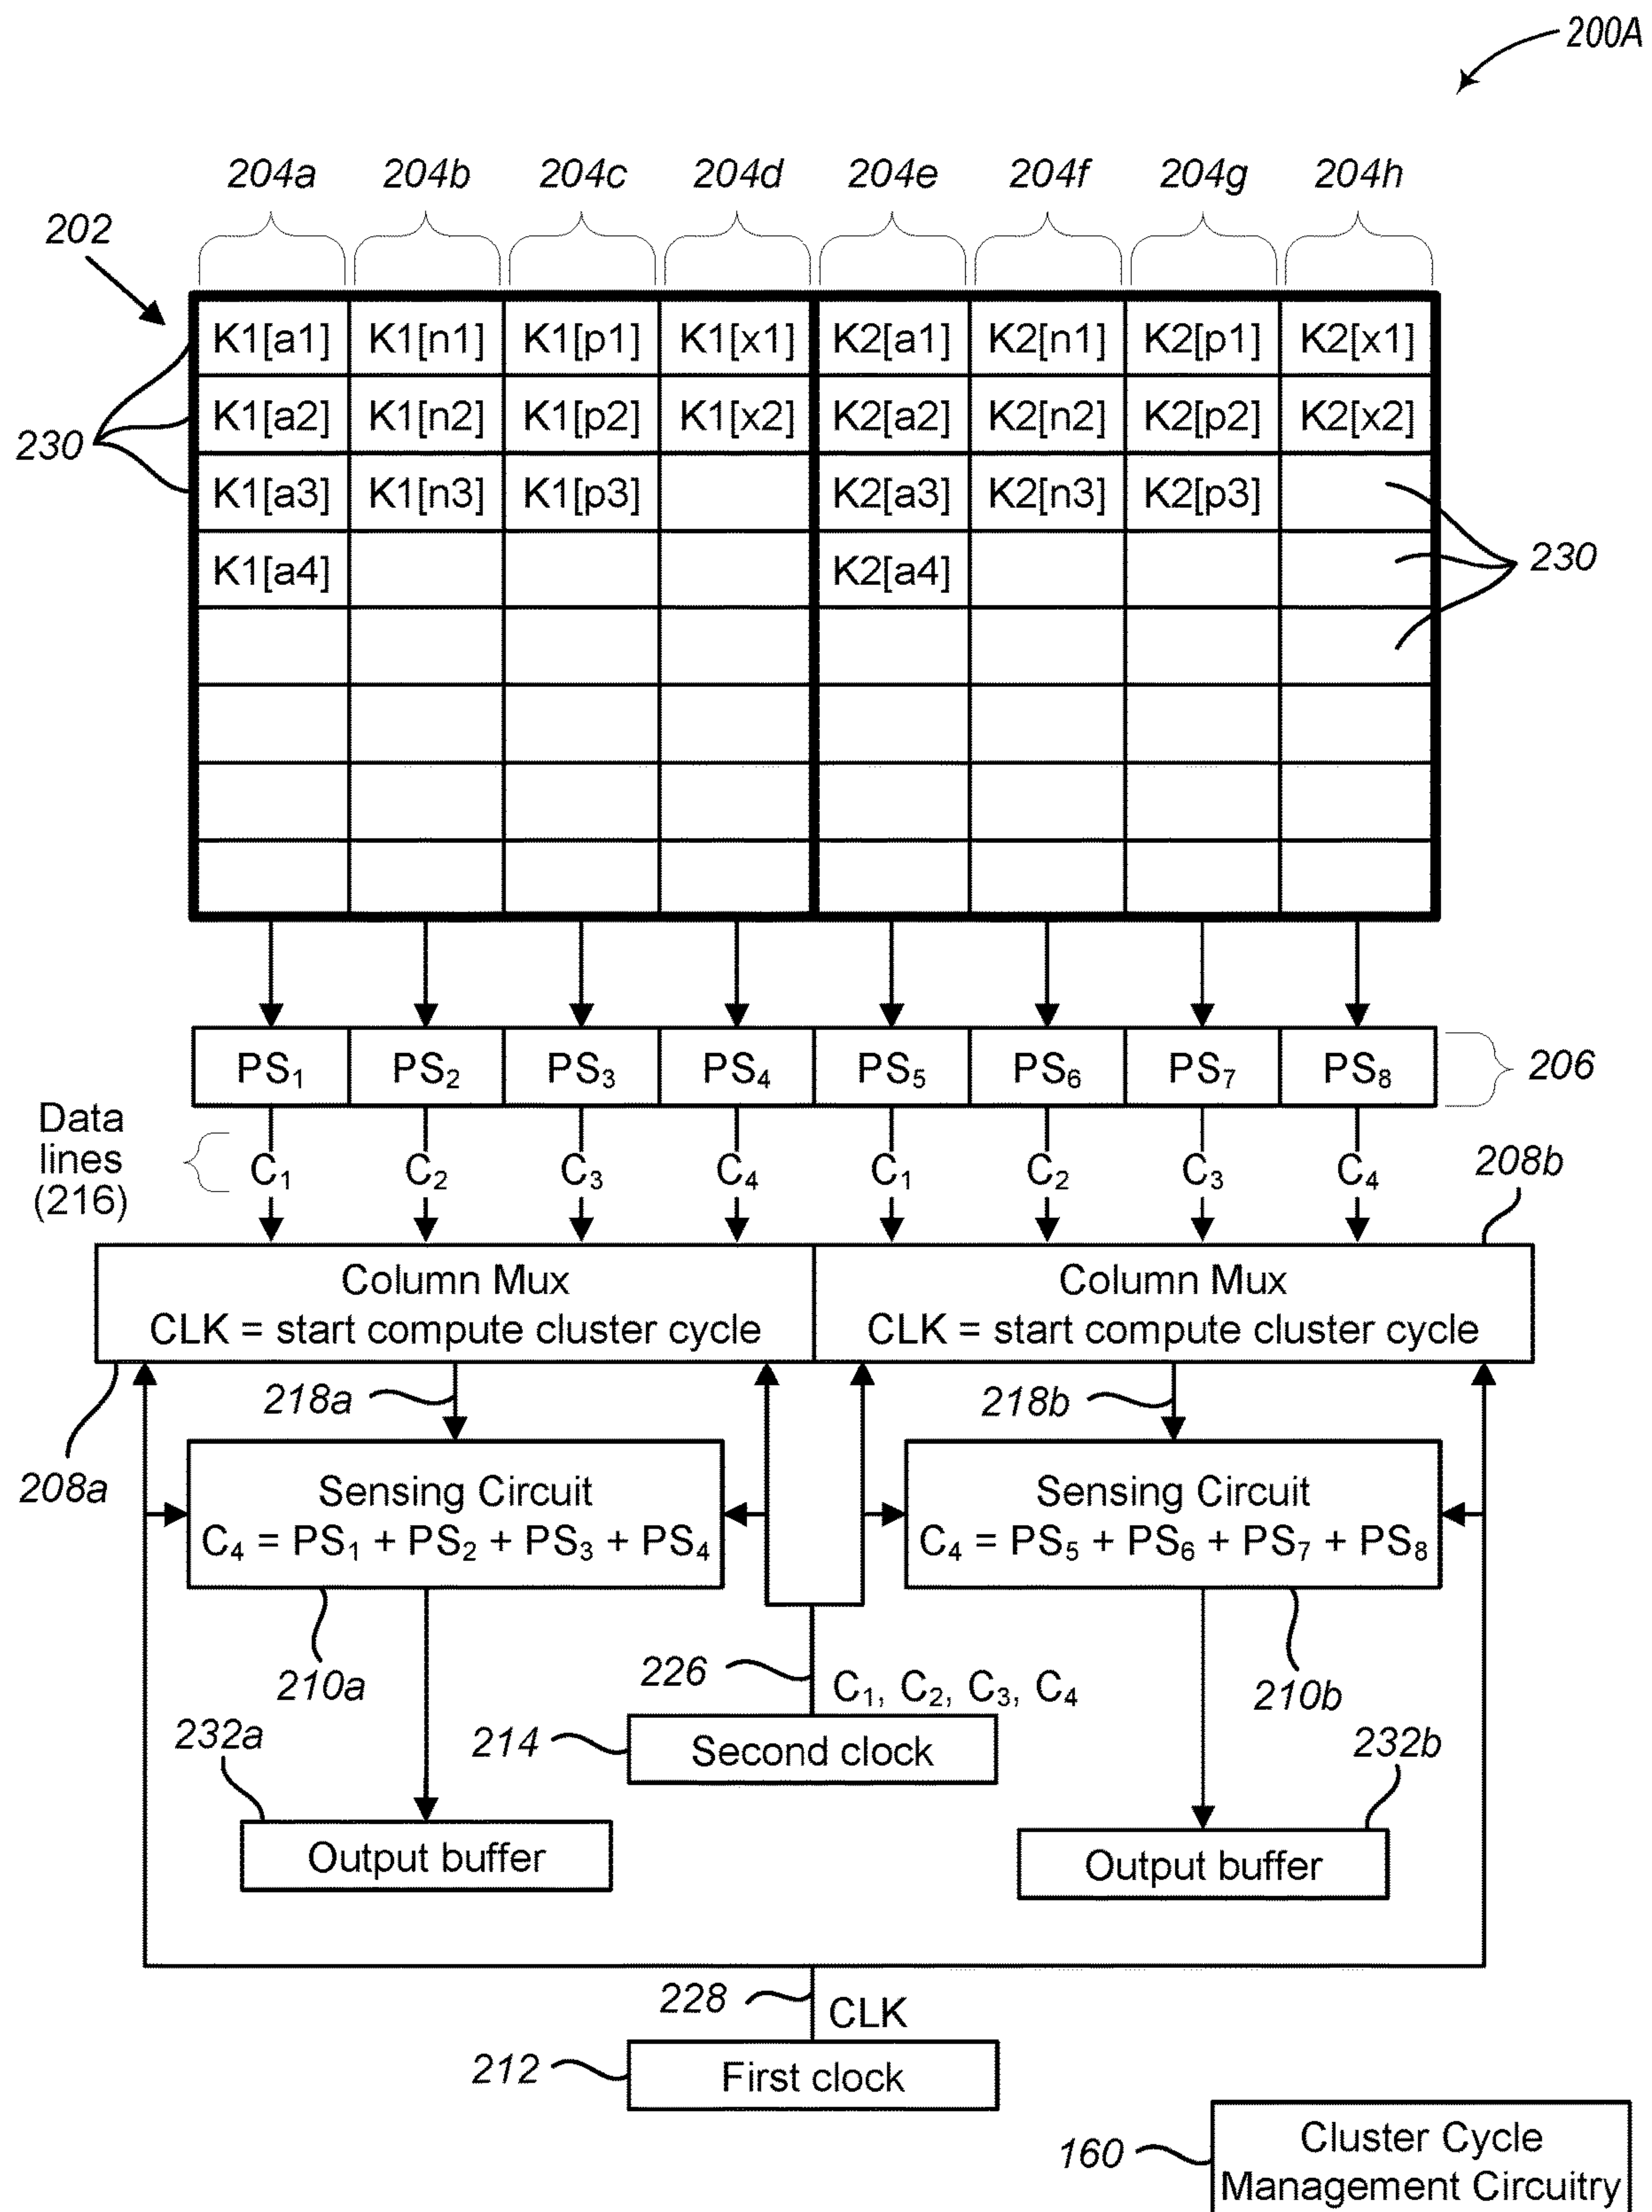 200A
204a 204b 204c 204d 204e 204f 204g 204h
202
K1[a1] K1[n1] K1[p1] K1[x1] K2[a1] K2[n1] K2[p1] K2[x1]
K1[a2] K1[n2] K1[p2] K1[x2] K2[a2] K2[n2] K2[p2] K2[x2]
230
K1[a3] K1[n3] K1[p3] K2[a3] K2[n3] K2[p3]
K1[a4] K2[a4]
230
PS₁ PS₂ PS₃ PS₄ PS₅ PS₆ PS₇ PS₈
206
Data
lines
(216)
C₁ C₂ C₃ C₄ C₁ C₂ C₃ C₄
208b
Column Mux
CLK = start compute cluster cycle
Column Mux
CLK = start compute cluster cycle
218a
218b
208a
Sensing Circuit
C₄ = PS₁ + PS₂ + PS₃ + PS₄
Sensing Circuit
C₄ = PS₅ + PS₆ + PS₇ + PS₈
210a
226
C₁, C₂, C₃, C₄
210b
232a
214
Second clock
232b
Output buffer
Output buffer
228
CLK
212
First clock
160
Cluster Cycle
Management Circuitry